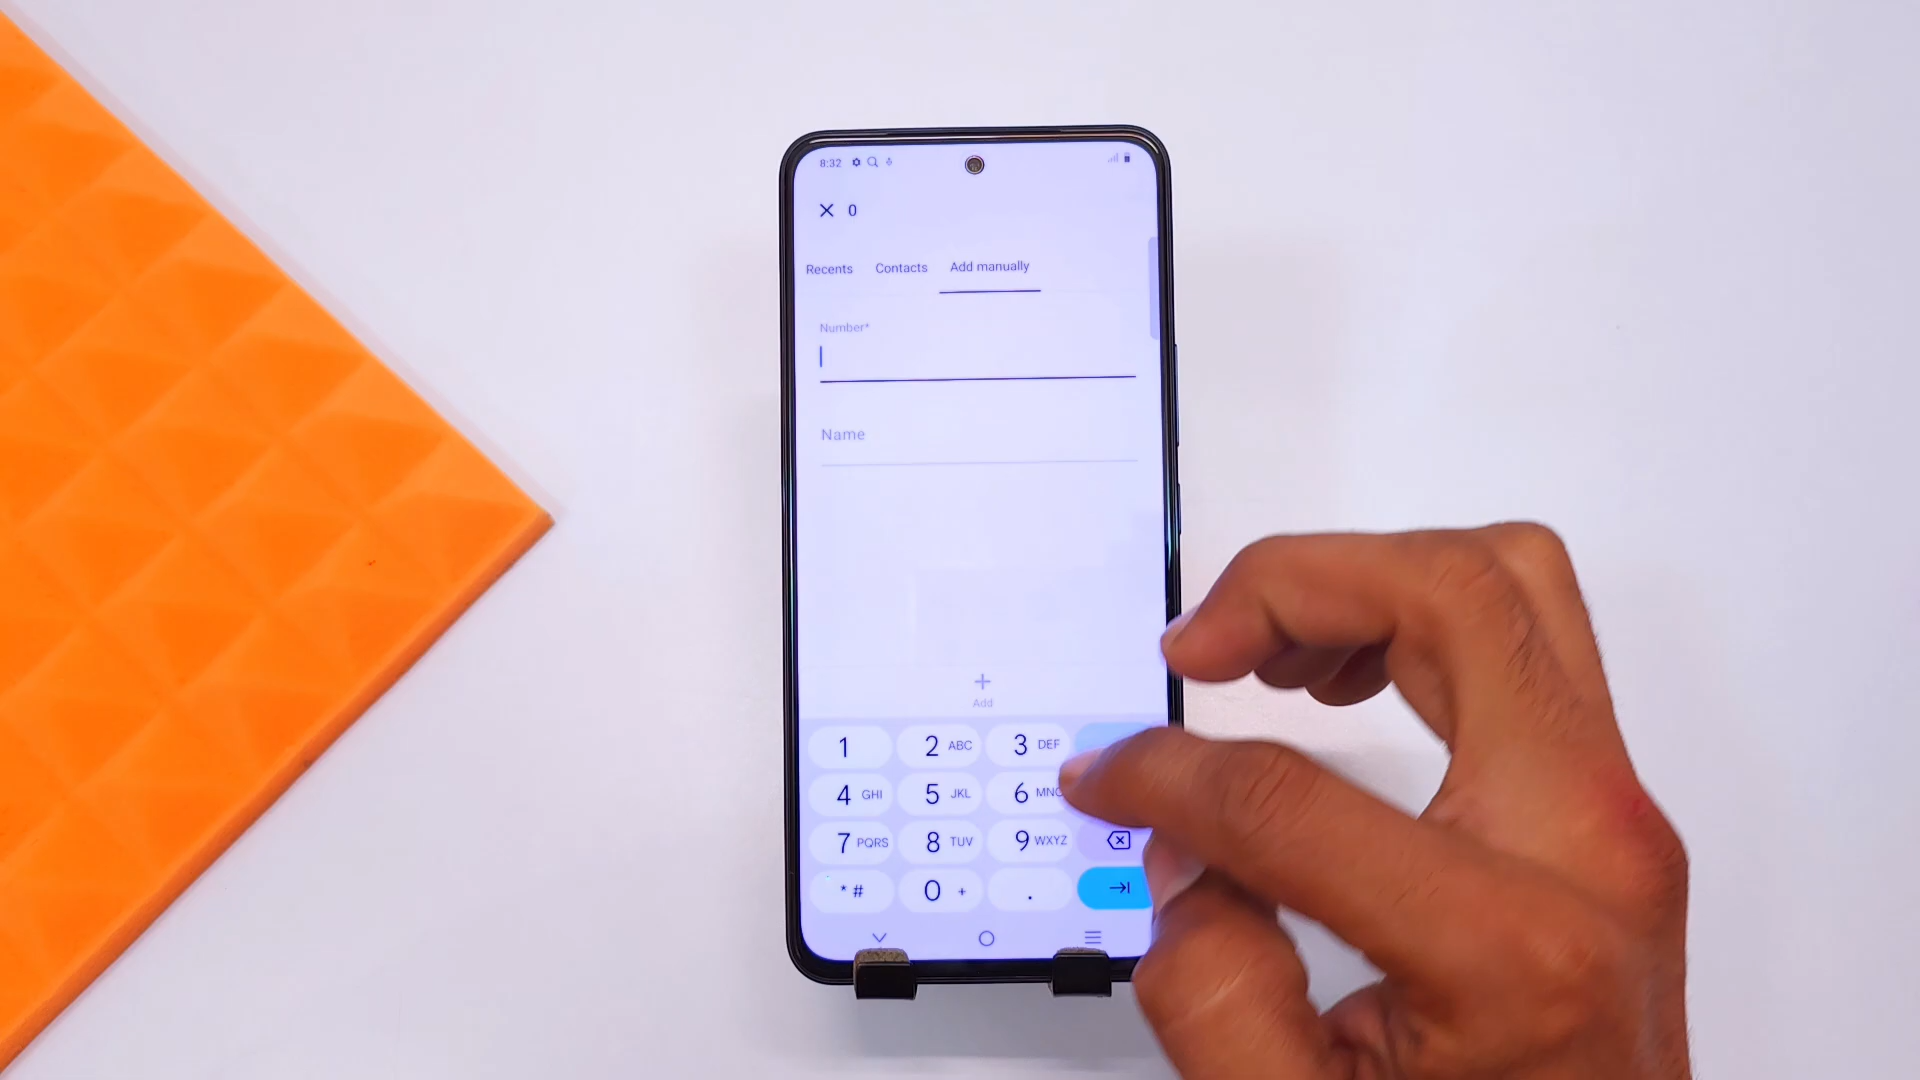 8:32
0
Recents Contacts Add manually
Number*
Name
Add
1 2 ABC 3 DEF
4 GHI 5 JKL 6 MNO
7 PQRS 8 TUV 9 WXYZ
* # 0 + .